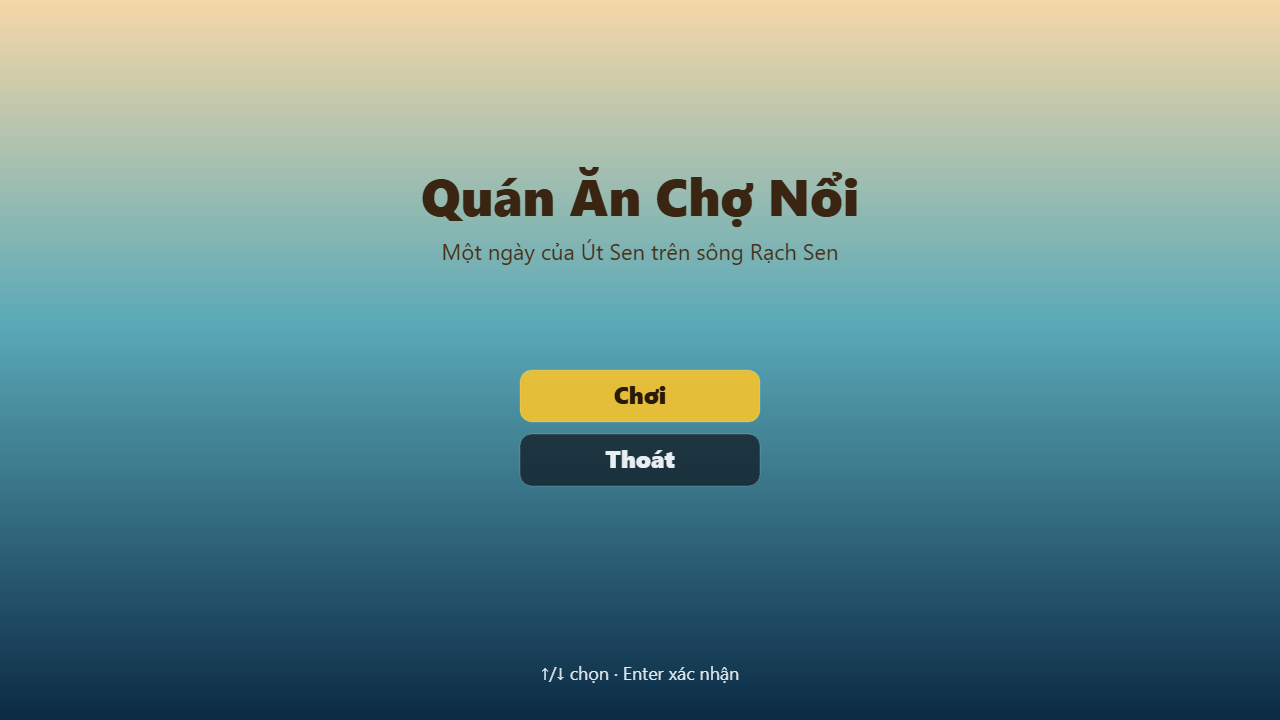 Quán Ăn Chợ Nổi
Một ngày của Út Sen trên sông Rạch Sen
Chơi
Thoát
↑/↓ chọn · Enter xác nhận